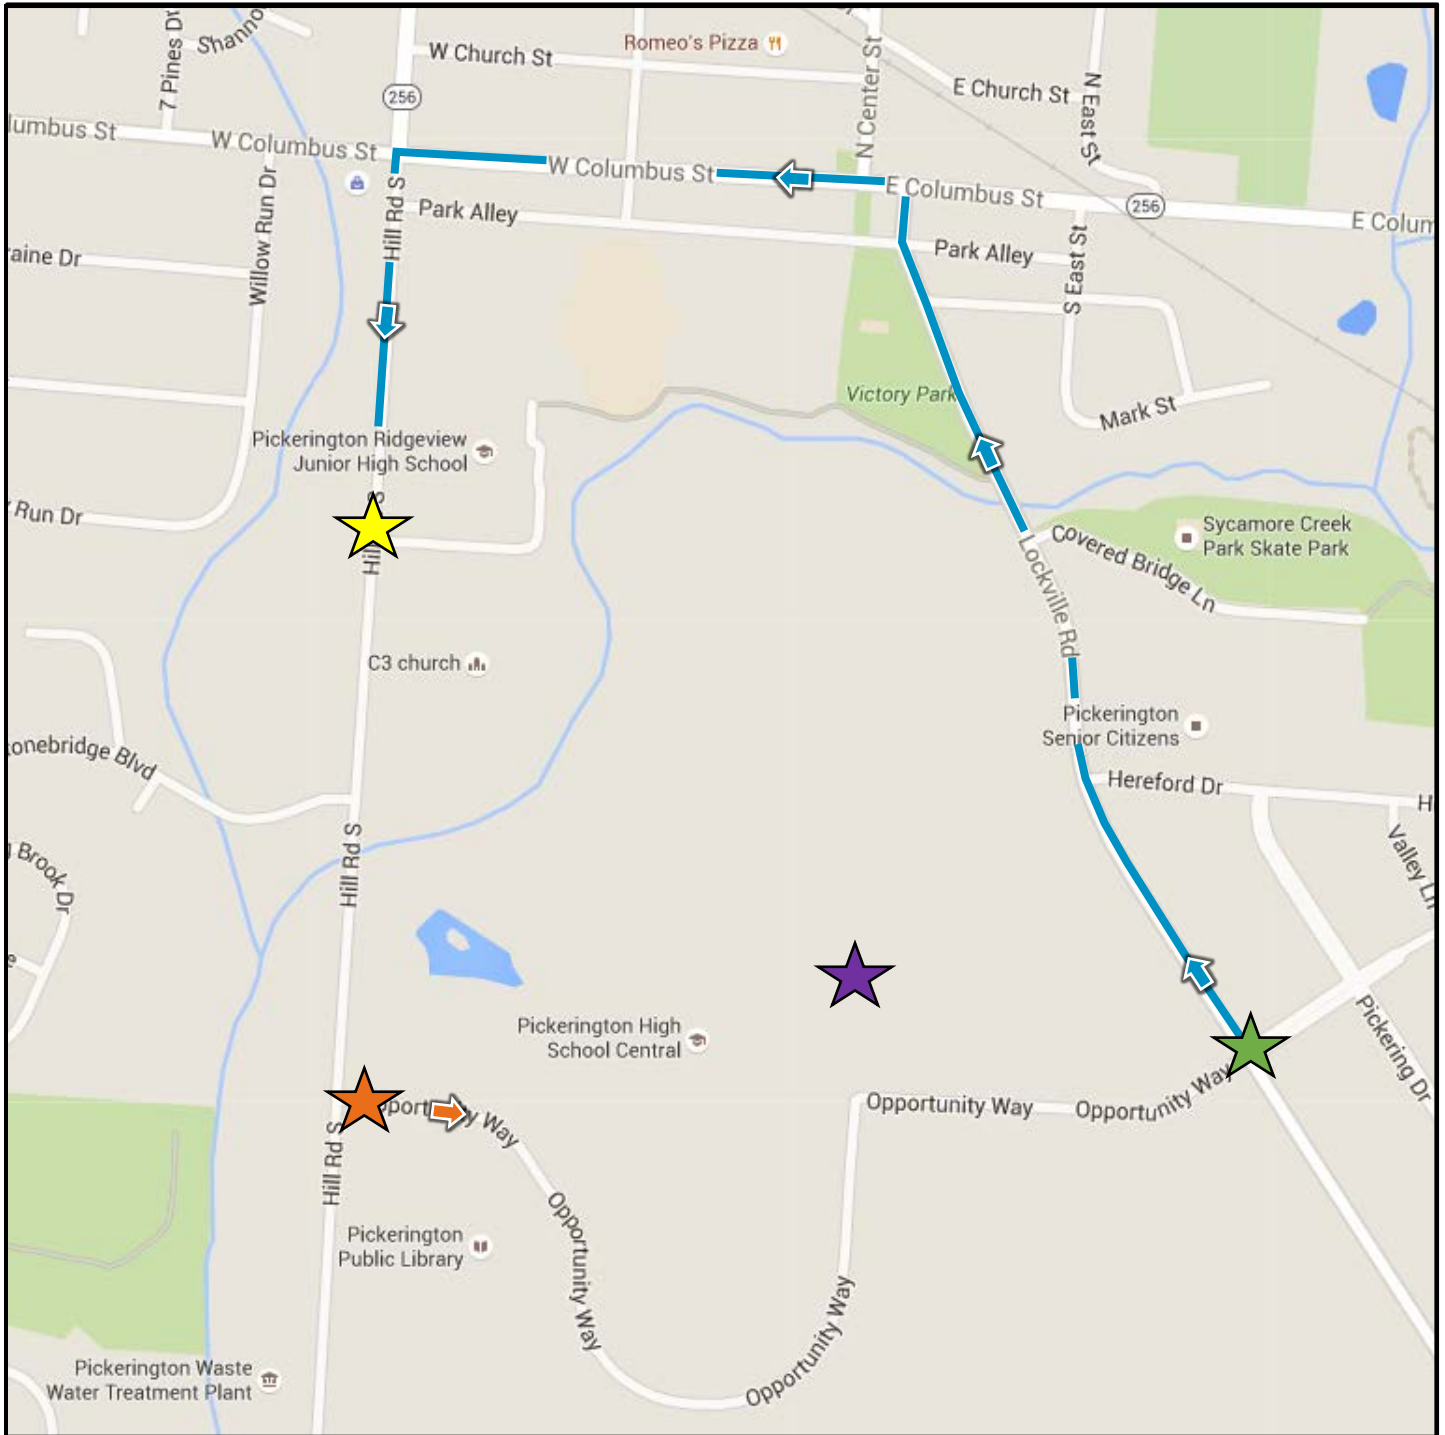 Shanno
7 Pines Dr
W Church St
Romeo's Pizza
N Center St
E Church St
N East St
256
lumbus St
W Columbus St
W Columbus St
E Columbus St
256
E Colum
Park Alley
Hill Rd S
Willow Run Dr
raine Dr
Park Alley
S East St
Victory Park
Mark St
Pickerington Ridgeview
Junior High School
Run Dr
S
Hil
Sycamore Creek
Park Skate Park
Covered Bridge Ln
Lockville Rd
C3 church
Pickerington
Senior Citizens
onebridge Blvd
Hereford Dr
H
Valley Ln
Brook Dr
Hill Rd S
e
Pickerington High
School Central
Pickering Dr
pportunity Way
Opportunity Way
Opportunity Way
Hill Rd S
Opportunity Way
Pickerington
Public Library
Opportunity Way
Pickerington Waste
Water Treatment Plant